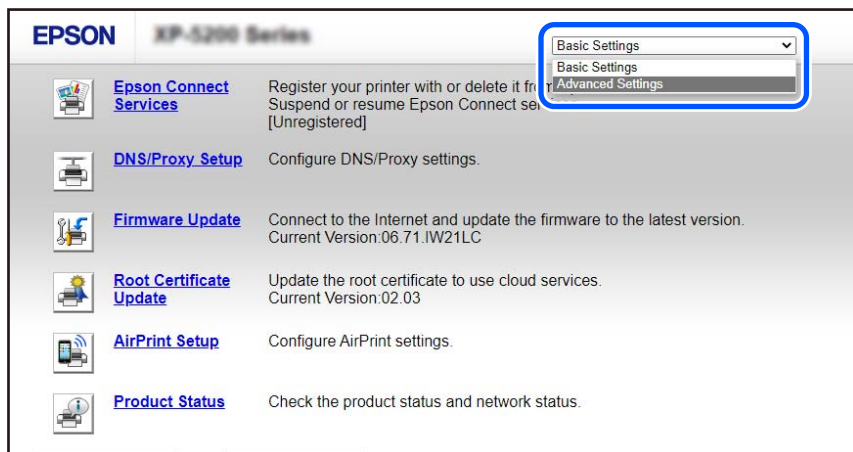 EPSON XP-5200 Series
Basic Settings
Basic Settings
Advanced Settings
Epson Connect Services
Register your printer with or delete it from
Suspend or resume Epson Connect
[Unregistered]
DNS/Proxy Setup
Configure DNS/Proxy settings.
Firmware Update
Connect to the Internet and update the firmware to the latest version.
Current Version:06.71.IW21LC
Root Certificate
Update
Update the root certificate to use cloud services.
Current Version:02.03
AirPrint Setup
Configure AirPrint settings.
Product Status
Check the product status and network status.